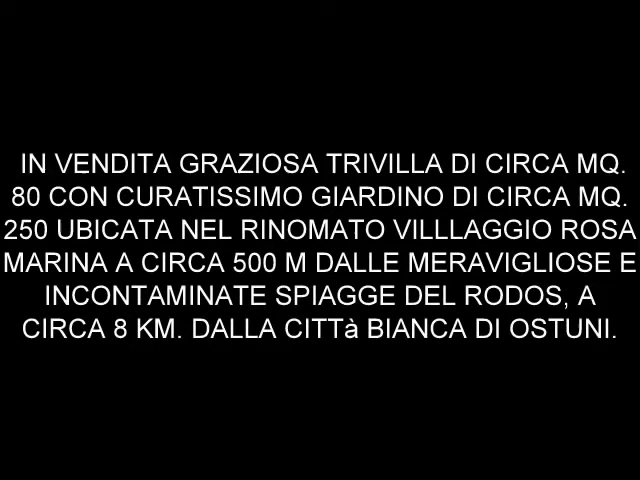 IN VENDITA GRAZIOSA TRIVILLA DI CIRCA MQ.
80 CON CURATISSIMO GIARDINO DI CIRCA MQ.
250 UBICATA NEL RINOMATO VILLLAGGIO ROSA
MARINA A CIRCA 500 M DALLE MERAVIGLIOSE E
INCONTAMINATE SPIAGGE DEL RODOS, A
CIRCA 8 KM. DALLA CITTà BIANCA DI OSTUNI.